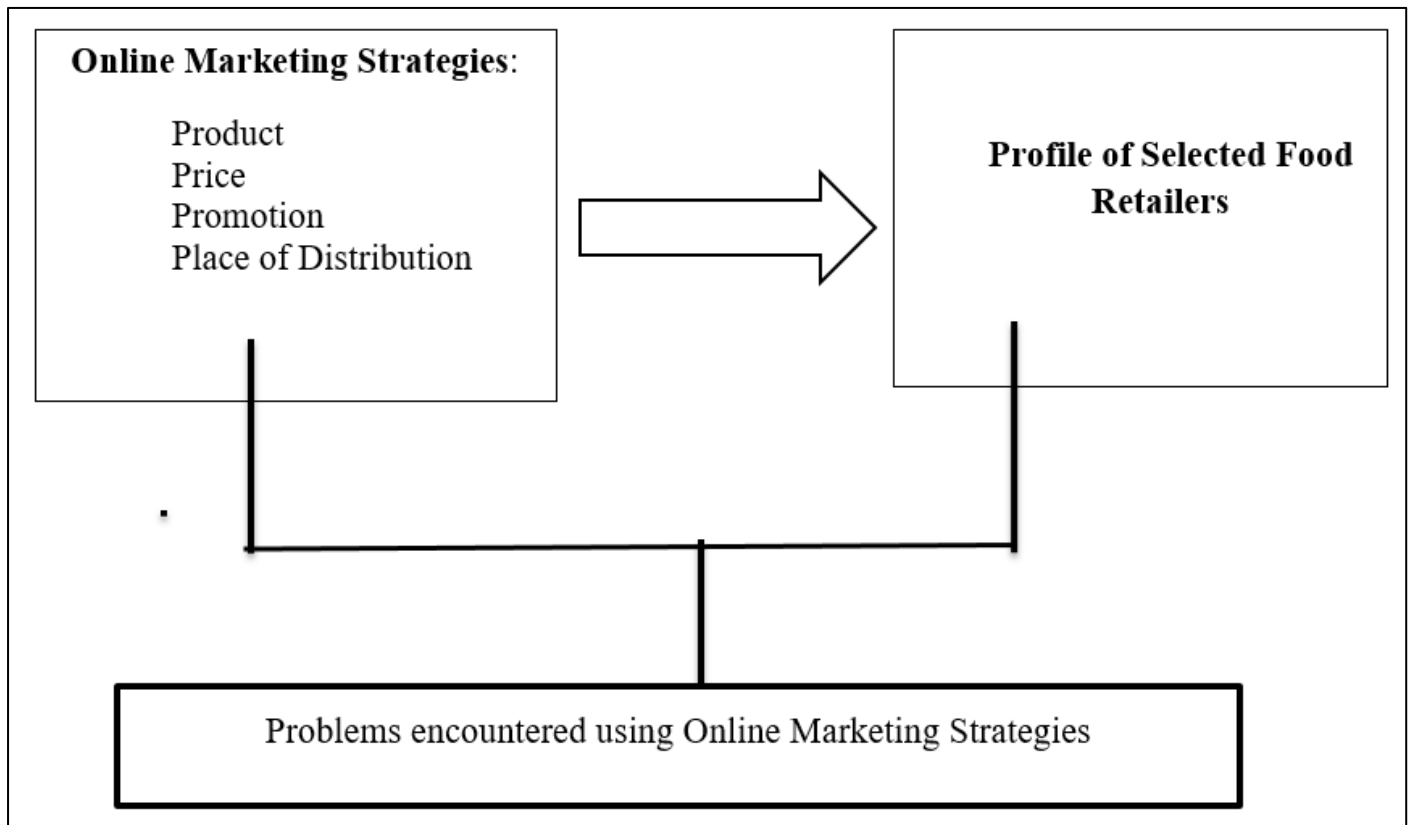 Online Marketing Strategies:
Product
Price
Promotion
Place of Distribution
Profile of Selected Food
Retailers
Problems encountered using Online Marketing Strategies